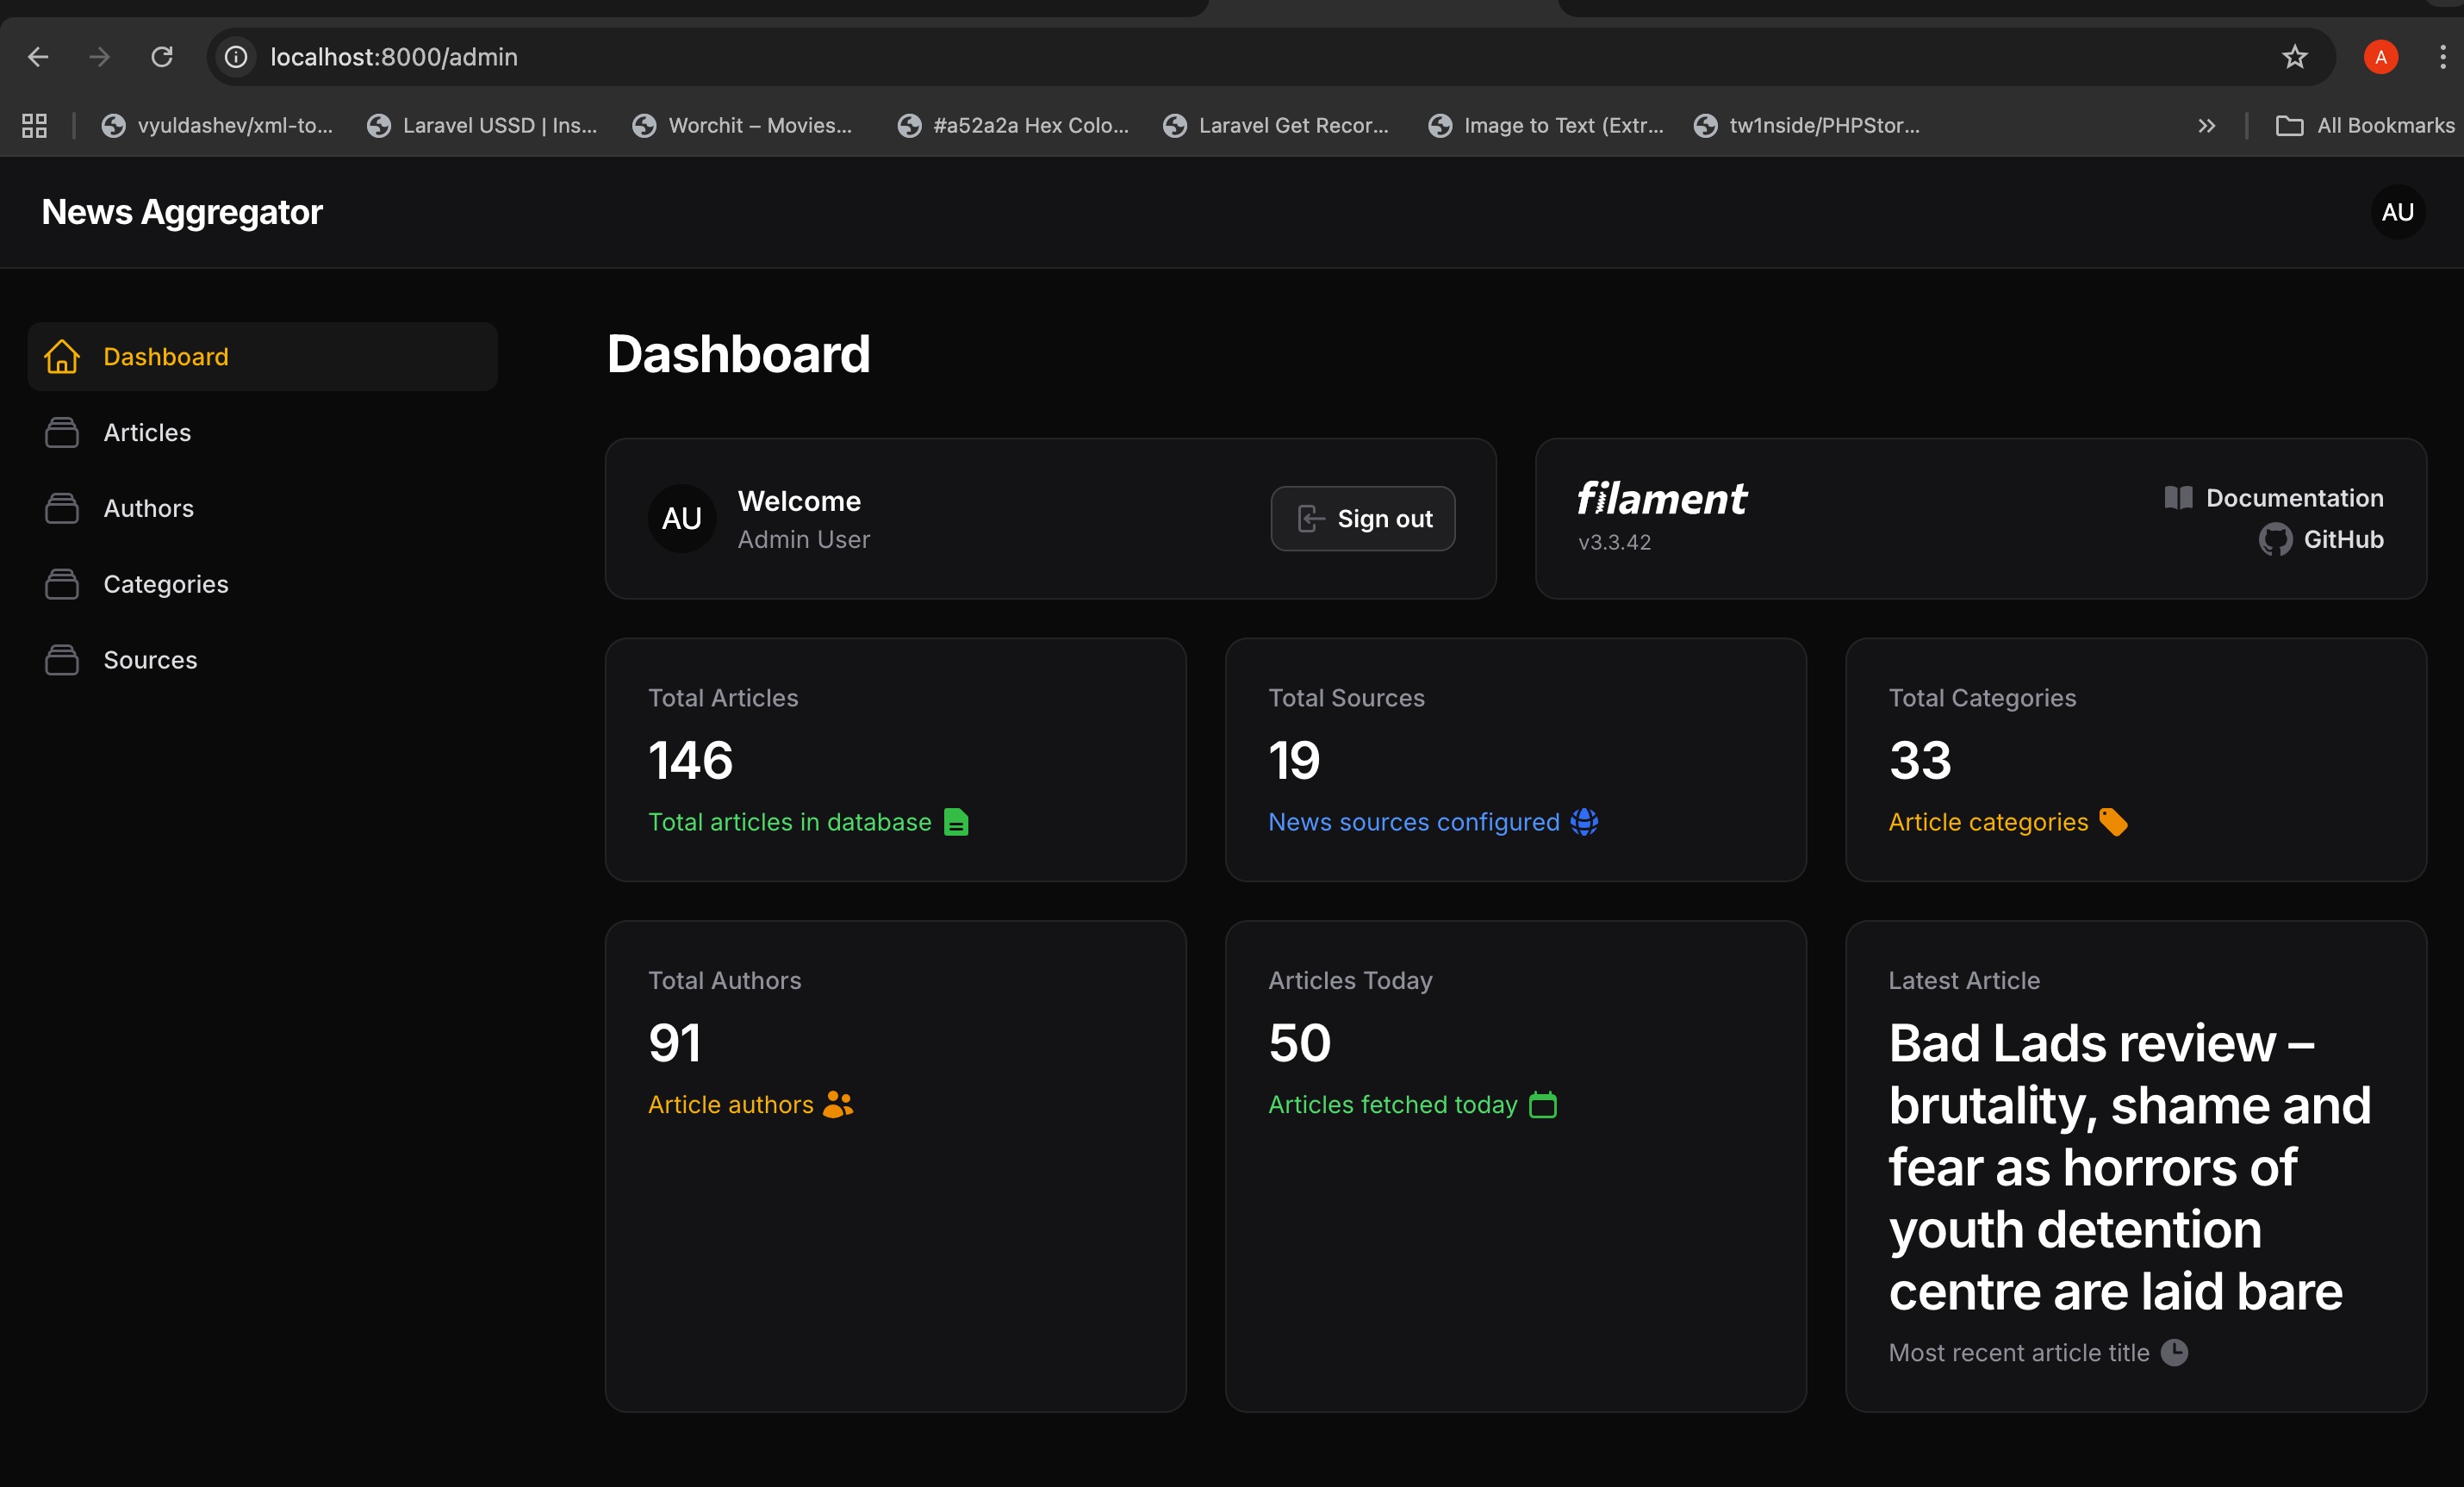 localhost:8000/admin
A
vyuldashev/xml-to...
Laravel USSD | Ins...
Worchit – Movies...
#a52a2a Hex Colo...
Laravel Get Recor...
Image to Text (Extr...
tw1nside/PHPStor...
All Bookmarks
News Aggregator
AU
Dashboard
Articles
Authors
Categories
Sources
Dashboard
AU
Welcome
Admin User
Sign out
filament
v3.3.42
Documentation
GitHub
Total Articles
146
Total articles in database
Total Sources
19
News sources configured
Total Categories
33
Article categories
Total Authors
91
Article authors
Articles Today
50
Articles fetched today
Latest Article
Bad Lads review –
brutality, shame and
fear as horrors of
youth detention
centre are laid bare
Most recent article title